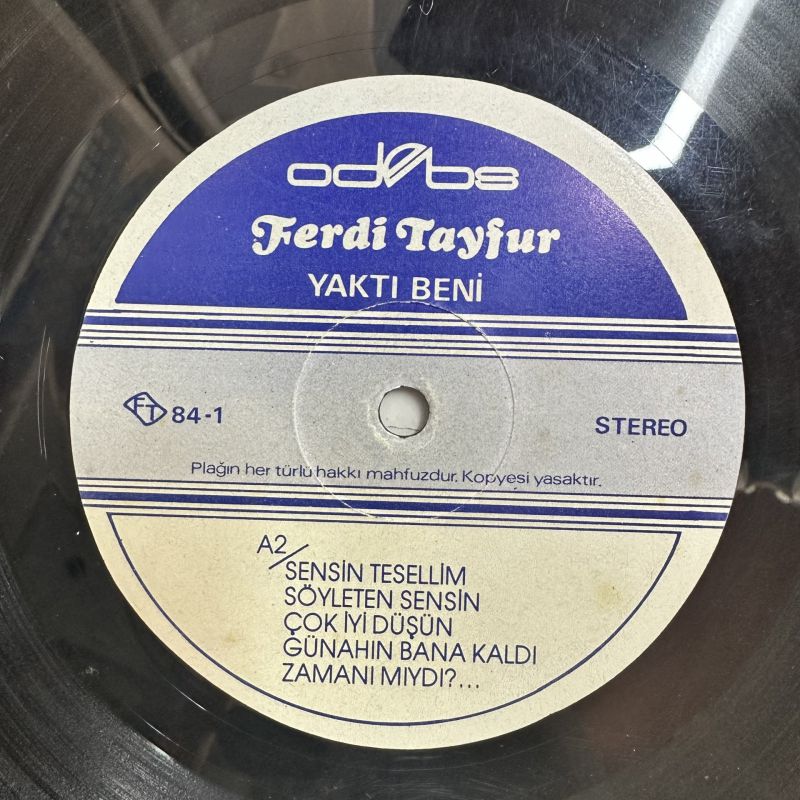 odebs
Ferdi Tayfur
YAKTI BENİ
FT 84-1
STEREO
Plağın her türlü hakkı mahfuzdur. Kopyesi yasaktır.
A2/
SENSİN TESELLİM
SÖYLETEN SENSİN
ÇOK İYİ DÜŞÜN
GÜNAHIN BANA KALDI
ZAMANI MIYDI?...